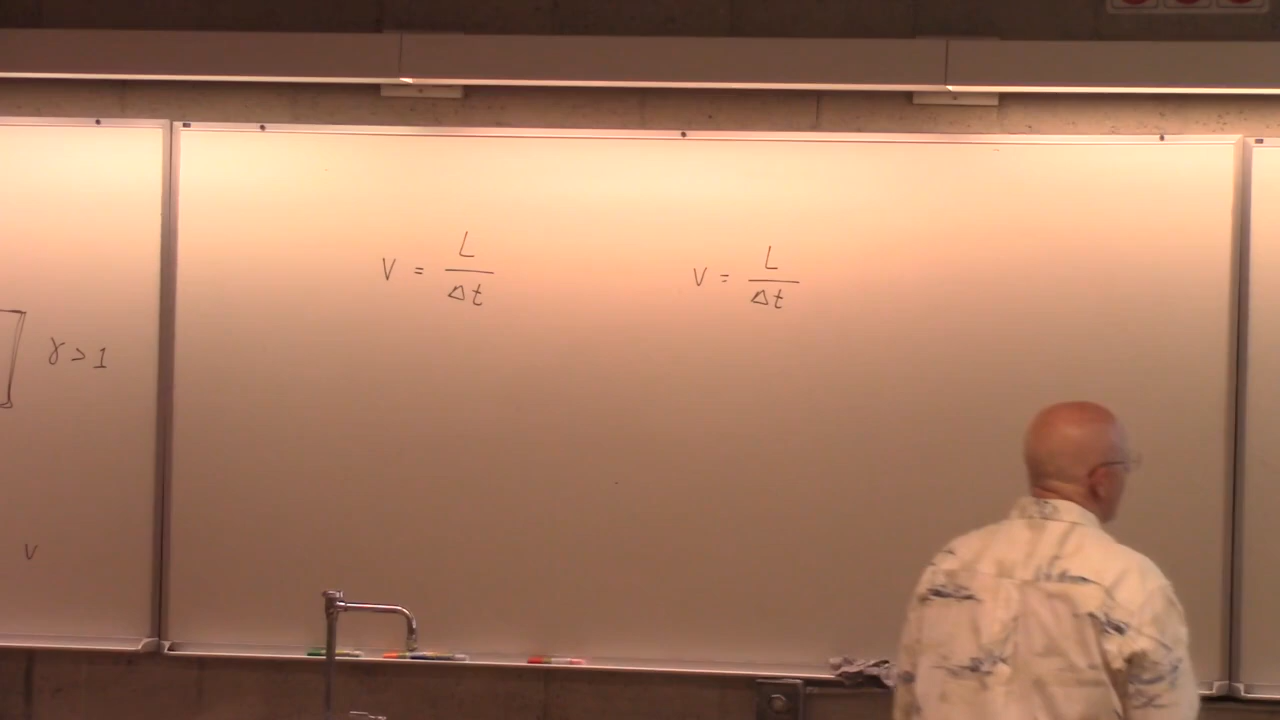 V = L / Δt
V = L / Δt
γ > 1
V